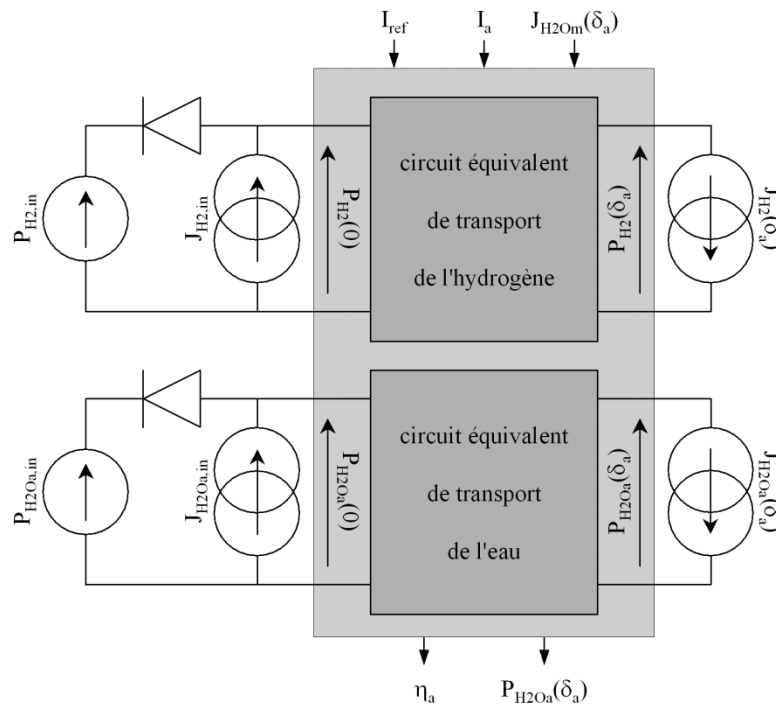 I_ref
I_a
J_H2Om(δ_a)
P_H2,in
J_H2,in
P_H2(0)
circuit équivalent
de transport
de l'hydrogène
P_H2(δ_a)
J_H2(δ_a)
P_H2Oa,in
J_H2Oa,in
P_H2Oa(0)
circuit équivalent
de transport
de l'eau
P_H2Oa(δ_a)
J_H2Oa(δ_a)
η_a
P_H2Oa(δ_a)